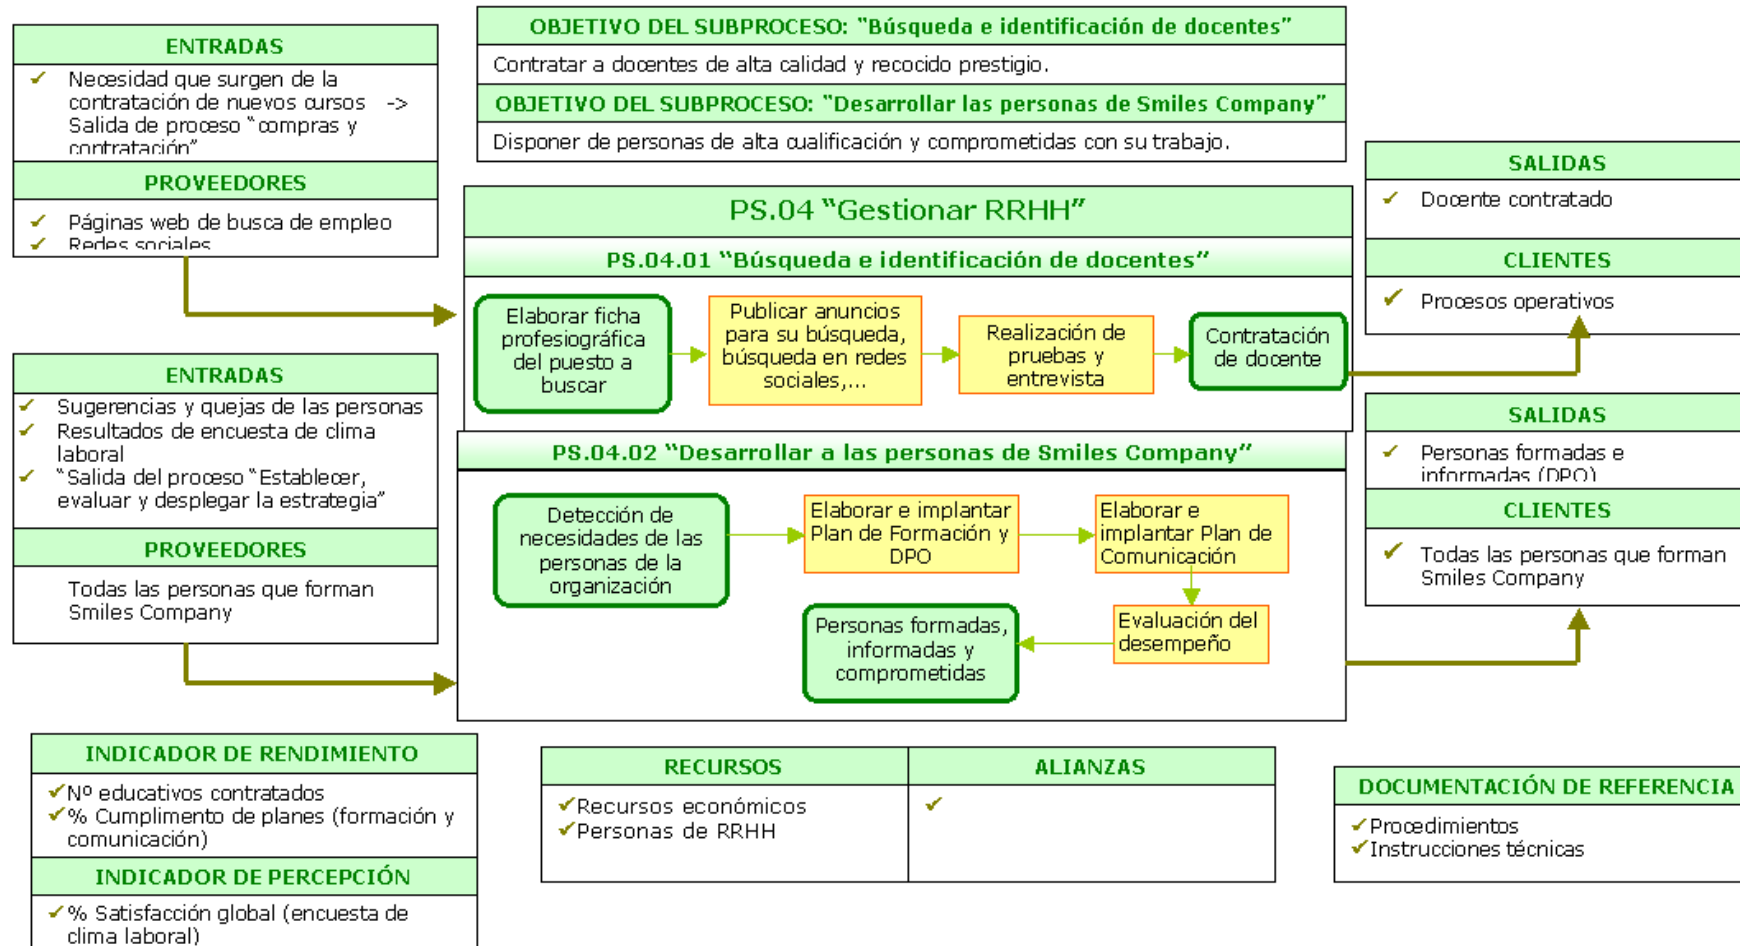 ENTRADAS
Necesidad que surgen de la
contratación de nuevos cursos ->
Salida de proceso “compras y
contratación”
PROVEEDORES
Páginas web de busca de empleo
Redes sociales
OBJETIVO DEL SUBPROCESO: “Búsqueda e identificación de docentes”
Contratar a docentes de alta calidad y recocido prestigio.
OBJETIVO DEL SUBPROCESO: “Desarrollar las personas de Smiles Company”
Disponer de personas de alta cualificación y comprometidas con su trabajo.
SALIDAS
Docente contratado
CLIENTES
Procesos operativos
PS.04 “Gestionar RRHH”
PS.04.01 “Búsqueda e identificación de docentes”
Elaborar ficha
profesiográfica
del puesto a
buscar
Publicar anuncios
para su búsqueda,
búsqueda en redes
sociales,...
Realización de
pruebas y
entrevista
Contratación
de docente
ENTRADAS
Sugerencias y quejas de las personas
Resultados de encuesta de clima
laboral
“Salida del proceso “Establecer,
evaluar y desplegar la estrategia”
PROVEEDORES
Todas las personas que forman
Smiles Company
PS.04.02 “Desarrollar a las personas de Smiles Company”
Detección de
necesidades de las
personas de la
organización
Elaborar e implantar
Plan de Formación y
DPO
Elaborar e
implantar Plan de
Comunicación
Evaluación del
desempeño
Personas formadas,
informadas y
comprometidas
SALIDAS
Personas formadas e
informadas (DPO)
CLIENTES
Todas las personas que forman
Smiles Company
INDICADOR DE RENDIMIENTO
Nº educativos contratados
% Cumplimento de planes (formación y
comunicación)
INDICADOR DE PERCEPCIÓN
% Satisfacción global (encuesta de
clima laboral)
RECURSOS
Recursos económicos
Personas de RRHH
ALIANZAS
DOCUMENTACIÓN DE REFERENCIA
Procedimientos
Instrucciones técnicas